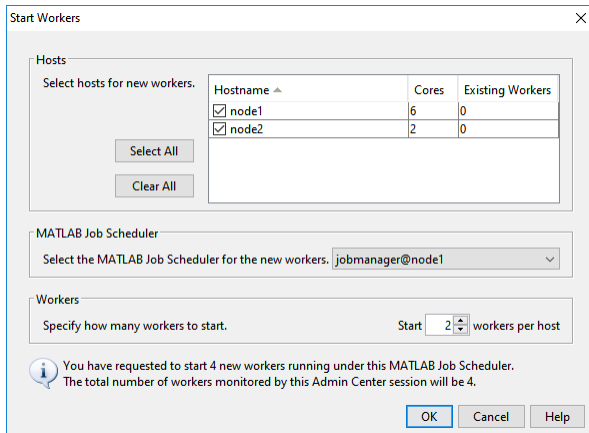 Start Workers
Hosts
Select hosts for new workers.
Hostname Cores Existing Workers
node1 6 0
node2 2 0
Select All
Clear All
MATLAB Job Scheduler
Select the MATLAB Job Scheduler for the new workers. jobmanager@node1
Workers
Specify how many workers to start. Start 2 workers per host
You have requested to start 4 new workers running under this MATLAB Job Scheduler.
The total number of workers monitored by this Admin Center session will be 4.
OK Cancel Help